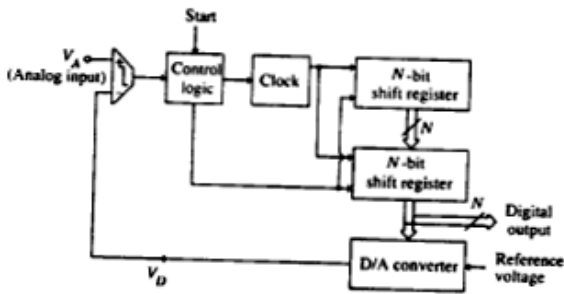 Start
V_A
(Analog input)
Control
logic
Clock
N-bit
shift register
N
N-bit
shift register
N
Digital
output
D/A converter
Reference
voltage
V_D